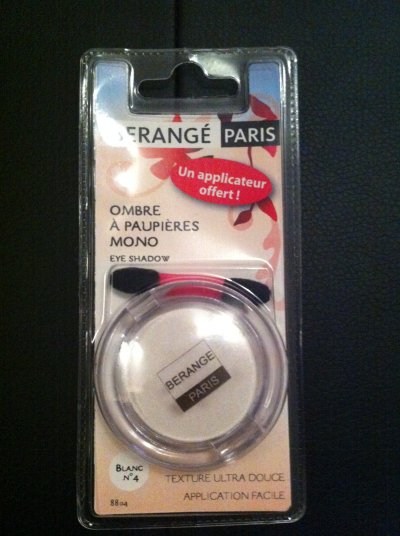 BERANGÉ PARIS
Un applicateur
offert !
OMBRE
À PAUPIÈRES
MONO
EYE SHADOW
BERANGE
PARIS
BLANC
N°4
TEXTURE ULTRA DOUCE
APPLICATION FACILE
8804